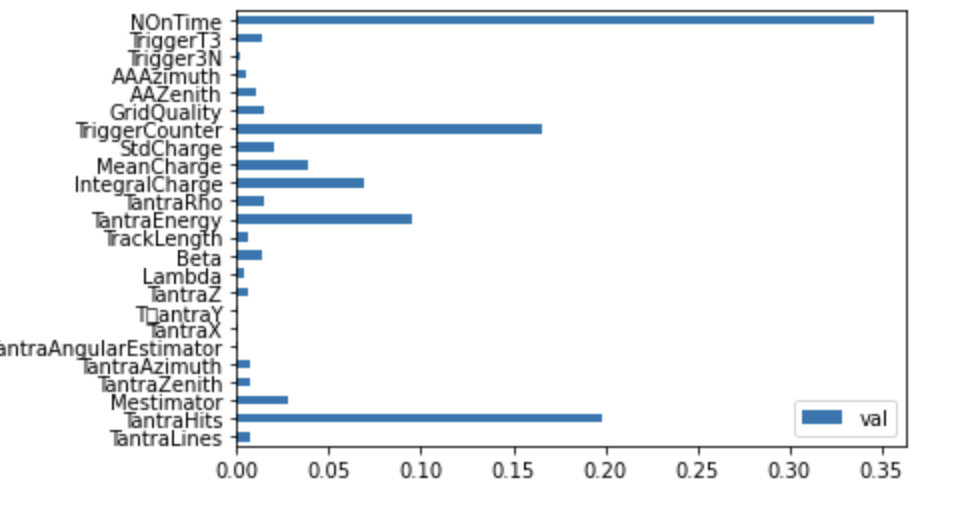 NOnTime
TriggerT3
Trigger3N
AAAzimuth
AAZenith
GridQuality
TriggerCounter
StdCharge
MeanCharge
IntegralCharge
TantraRho
TantraEnergy
TrackLength
Beta
Lambda
TantraZ
T□antraY
TantraX
antraAngularEstimator
TantraAzimuth
TantraZenith
Mestimator
TantraHits
TantraLines
val
0.00 0.05 0.10 0.15 0.20 0.25 0.30 0.35